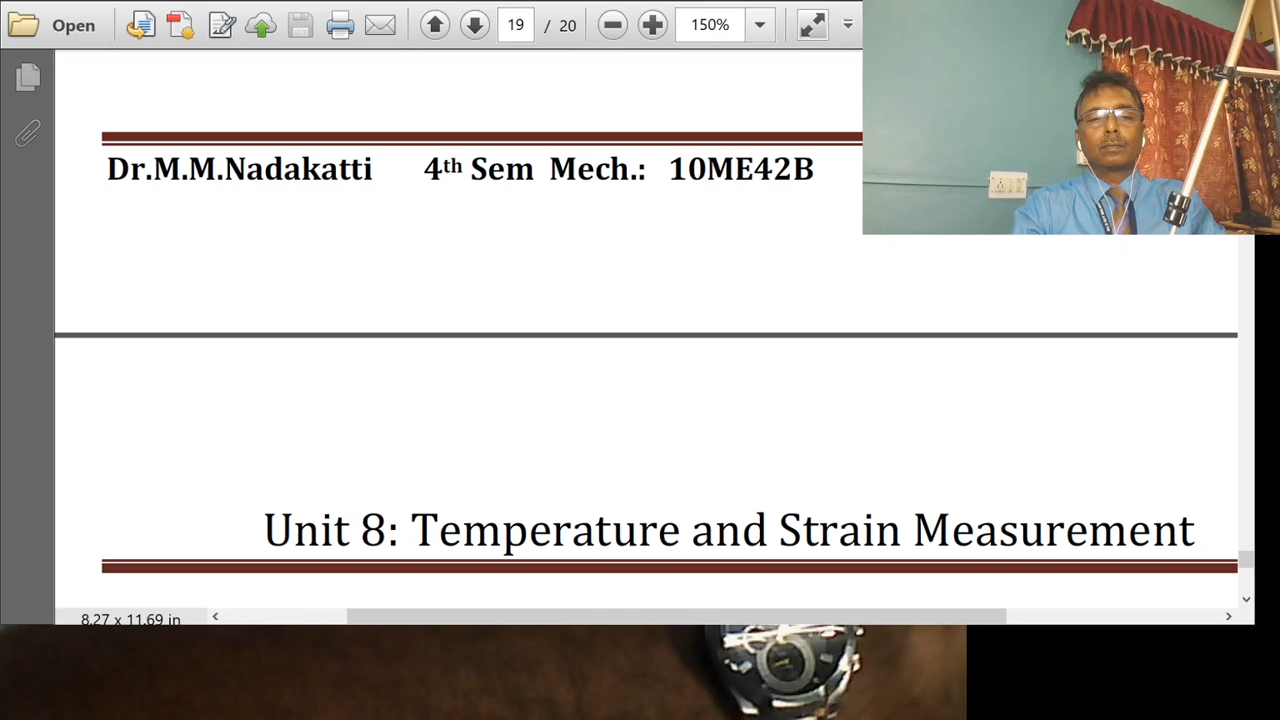 Open
19 / 20
150%
Dr.M.M.Nadakatti 4th Sem Mech.: 10ME42B
Unit 8: Temperature and Strain Measurement
8.27 x 11.69 in